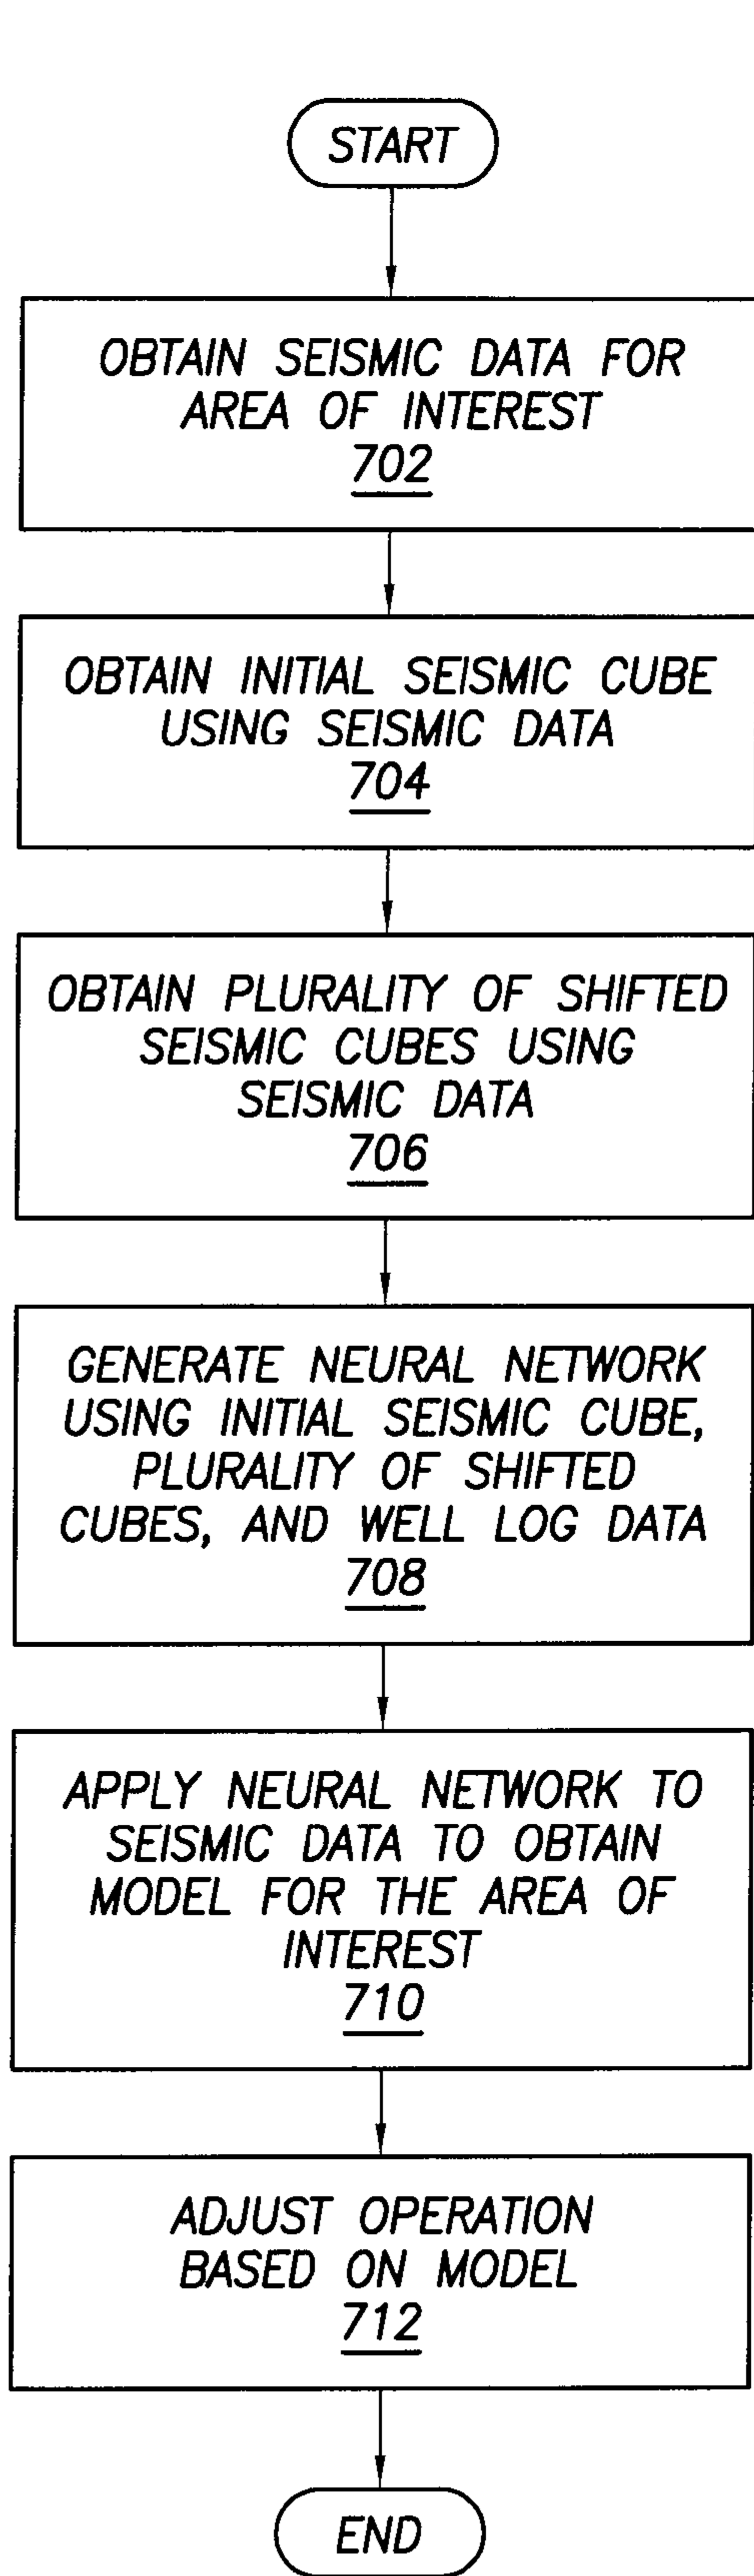 START
OBTAIN SEISMIC DATA FOR
AREA OF INTEREST
702
OBTAIN INITIAL SEISMIC CUBE
USING SEISMIC DATA
704
OBTAIN PLURALITY OF SHIFTED
SEISMIC CUBES USING
SEISMIC DATA
706
GENERATE NEURAL NETWORK
USING INITIAL SEISMIC CUBE,
PLURALITY OF SHIFTED
CUBES, AND WELL LOG DATA
708
APPLY NEURAL NETWORK TO
SEISMIC DATA TO OBTAIN
MODEL FOR THE AREA OF
INTEREST
710
ADJUST OPERATION
BASED ON MODEL
712
END